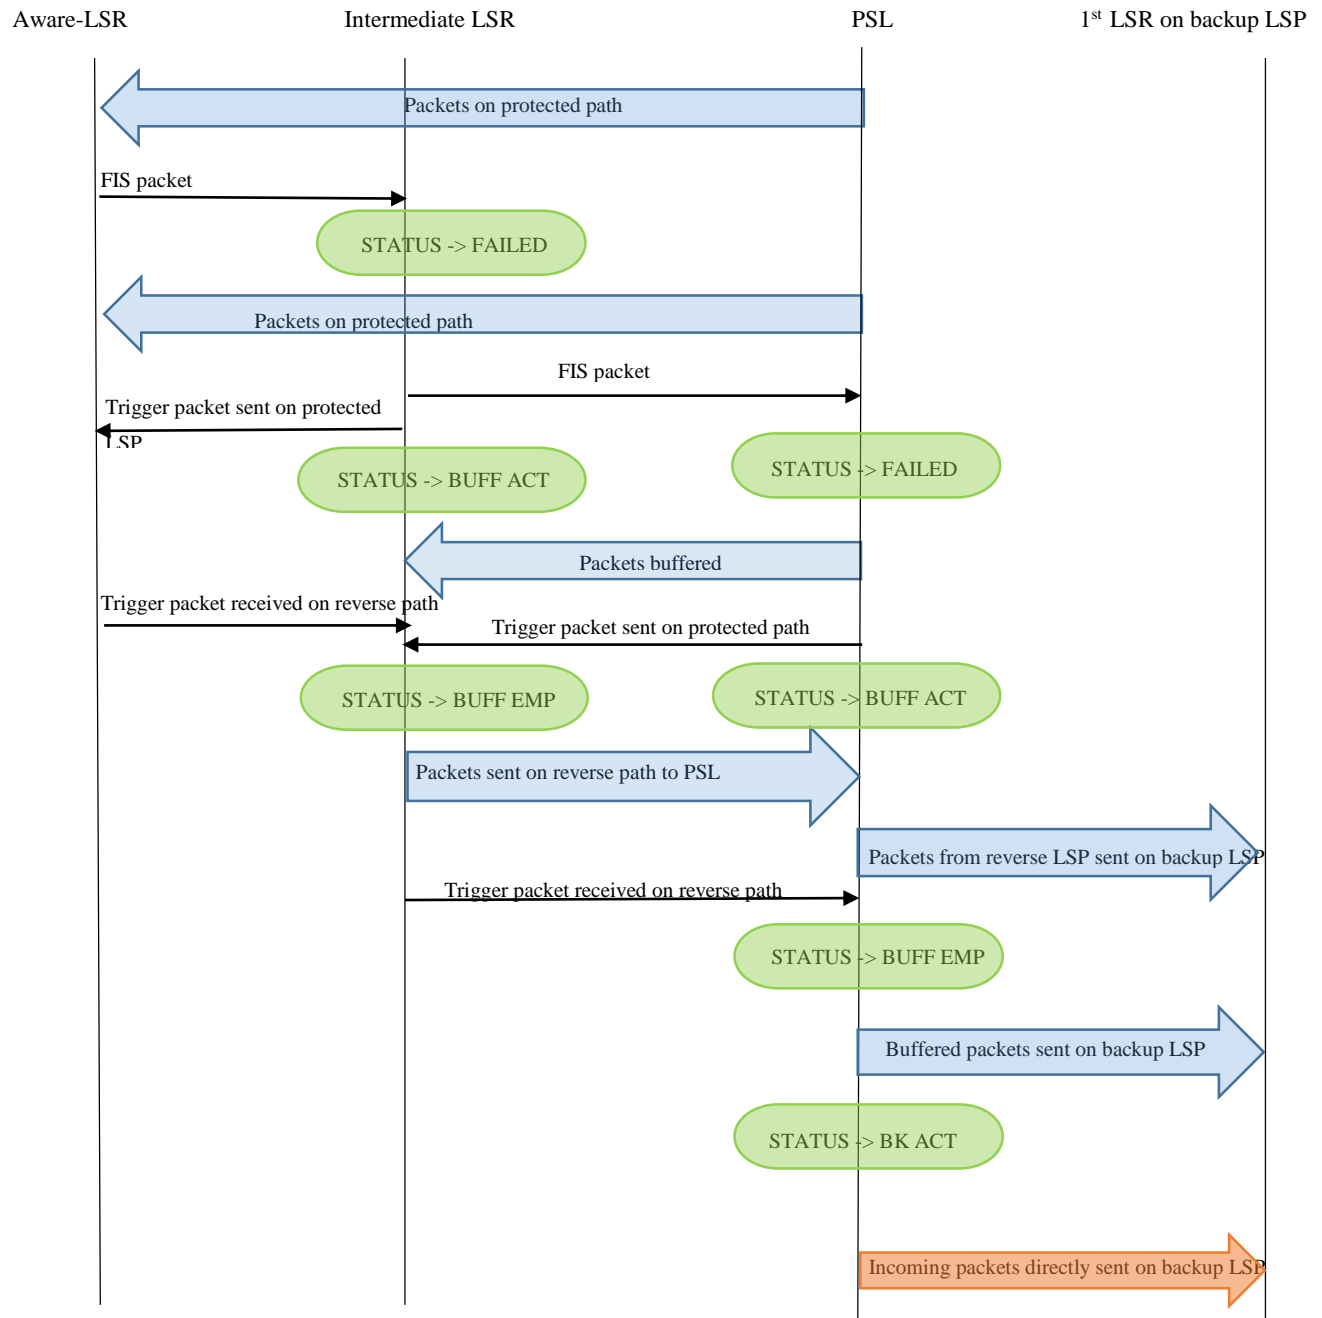 Aware-LSR Intermediate LSR PSL 1st LSR on backup LSP
Packets on protected path
FIS packet
STATUS -> FAILED
Packets on protected path
FIS packet
Trigger packet sent on protected
LSP
STATUS -> FAILED
STATUS -> BUFF ACT
Packets buffered
Trigger packet received on reverse path
Trigger packet sent on protected path
STATUS -> BUFF EMP
STATUS -> BUFF ACT
Packets sent on reverse path to PSL
Packets from reverse LSP sent on backup LSP
Trigger packet received on reverse path
STATUS -> BUFF EMP
Buffered packets sent on backup LSP
STATUS -> BK ACT
Incoming packets directly sent on backup LSP